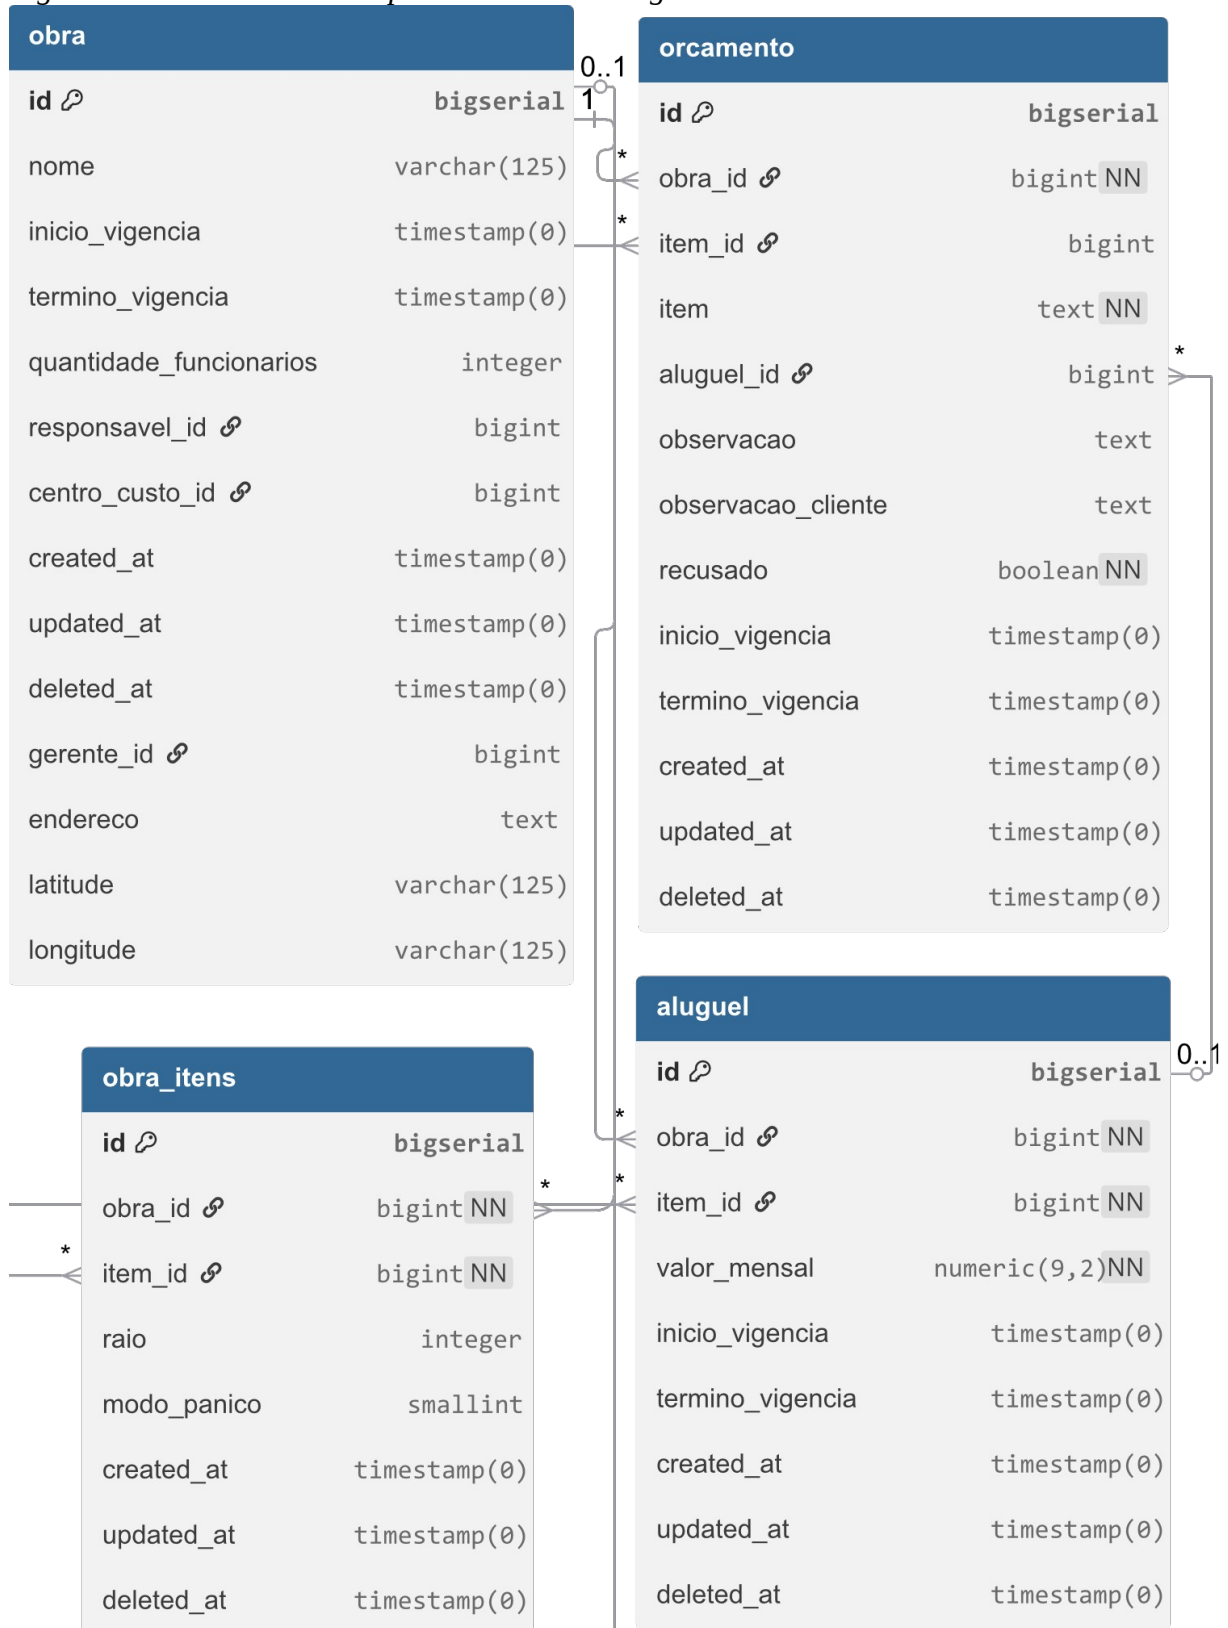 obra
id bigserial
nome varchar(125)
inicio_vigencia timestamp(0)
termino_vigencia timestamp(0)
quantidade_funcionarios integer
responsavel_id bigint
centro_custo_id bigint
created_at timestamp(0)
updated_at timestamp(0)
deleted_at timestamp(0)
gerente_id bigint
endereco text
latitude varchar(125)
longitude varchar(125)
0..1
1
*
*
orcamento
id bigserial
obra_id bigint NN
item_id bigint
item text NN
aluguel_id bigint
observacao text
observacao_cliente text
recusado boolean NN
inicio_vigencia timestamp(0)
termino_vigencia timestamp(0)
created_at timestamp(0)
updated_at timestamp(0)
deleted_at timestamp(0)
*
0..1
obra_itens
id bigserial
obra_id bigint NN
item_id bigint NN
raio integer
modo_panico smallint
created_at timestamp(0)
updated_at timestamp(0)
deleted_at timestamp(0)
*
*
*
*
aluguel
id bigserial
obra_id bigint NN
item_id bigint NN
valor_mensal numeric(9,2) NN
inicio_vigencia timestamp(0)
termino_vigencia timestamp(0)
created_at timestamp(0)
updated_at timestamp(0)
deleted_at timestamp(0)